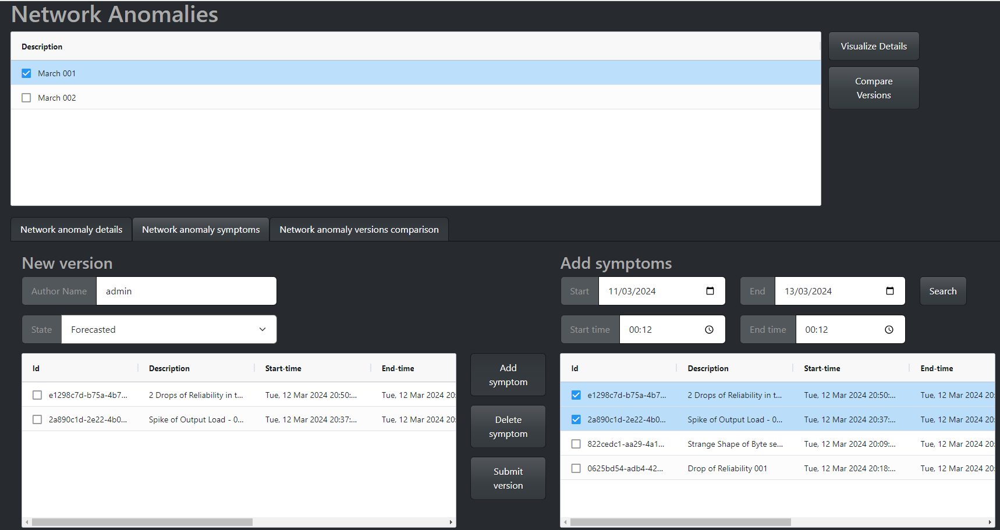 Network Anomalies
Description
March 001
March 002
Visualize Details
Compare
Versions
Network anomaly details
Network anomaly symptoms
Network anomaly versions comparison
New version
Author Name
admin
State
Forecasted
Id
Description
Start-time
End-time
e1298c7d-b75a-4b7...
2 Drops of Reliability in t...
Tue, 12 Mar 2024 20:50:...
Tue, 12 Mar 2024 20:
2a890c1d-2e22-4b0...
Spike of Output Load - 0...
Tue, 12 Mar 2024 20:37:...
Tue, 12 Mar 2024 20:
Add
symptom
Delete
symptom
Submit
version
Add symptoms
Start
11/03/2024
End
13/03/2024
Search
Start time
00:12
End time
00:12
Id
Description
Start-time
End-time
e1298c7d-b75a-4b7...
2 Drops of Reliability in t...
Tue, 12 Mar 2024 20:50:...
Tue, 12 Mar 2024 20:
2a890c1d-2e22-4b0...
Spike of Output Load - 0...
Tue, 12 Mar 2024 20:37:...
Tue, 12 Mar 2024 20:
822cedc1-aa29-4a1...
Strange Shape of Byte se...
Tue, 12 Mar 2024 20:09:...
Tue, 12 Mar 2024 20:
0625bd54-adb4-42...
Drop of Reliability 001
Tue, 12 Mar 2024 20:18:...
Tue, 12 Mar 2024 20: